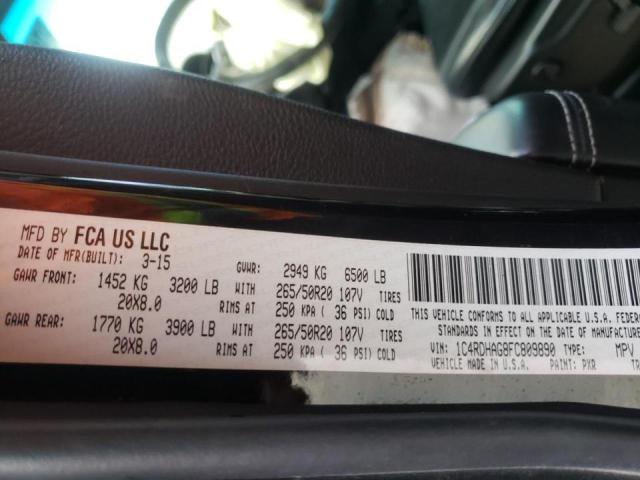 MFD BY FCA US LLC
DATE OF MFR(BUILT): 3-15 GVWR: 2949 KG 6500 LB
GAWR FRONT: 1452 KG 3200 LB WITH 265/50R20 107V TIRES
20X8.0 RIMS AT 250 KPA ( 36 PSI) COLD
GAWR REAR: 1770 KG 3900 LB WITH 265/50R20 107V TIRES
20X8.0 RIMS AT 250 KPA ( 36 PSI) COLD
THIS VEHICLE CONFORMS TO ALL APPLICABLE U.S.A. FEDER
STANDARDS IN EFFECT ON THE DATE OF MANUFACTURE
VIN: 1C4RDHAG8FC809890 TYPE: MPV
VEHICLE MADE IN U.S.A. PAINT: PXR TR